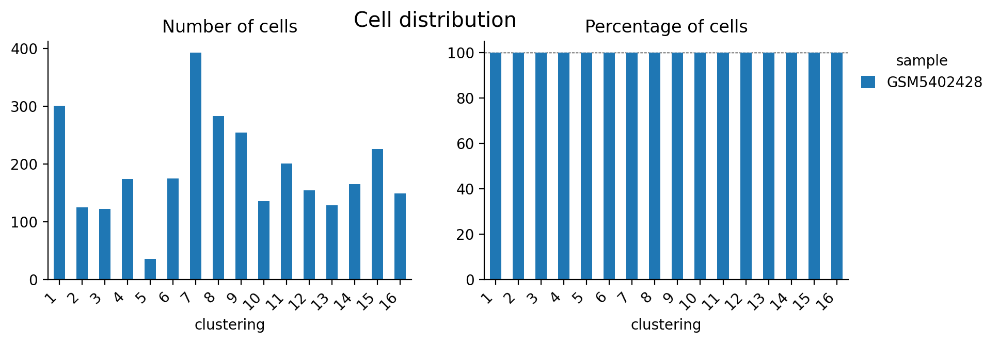 Cell distribution
Number of cells
400
300
200
100
0
1 2 3 4 5 6 7 8 9 10 11 12 13 14 15 16
clustering
Percentage of cells
100
80
60
40
20
0
1 2 3 4 5 6 7 8 9 10 11 12 13 14 15 16
clustering
sample
GSM5402428